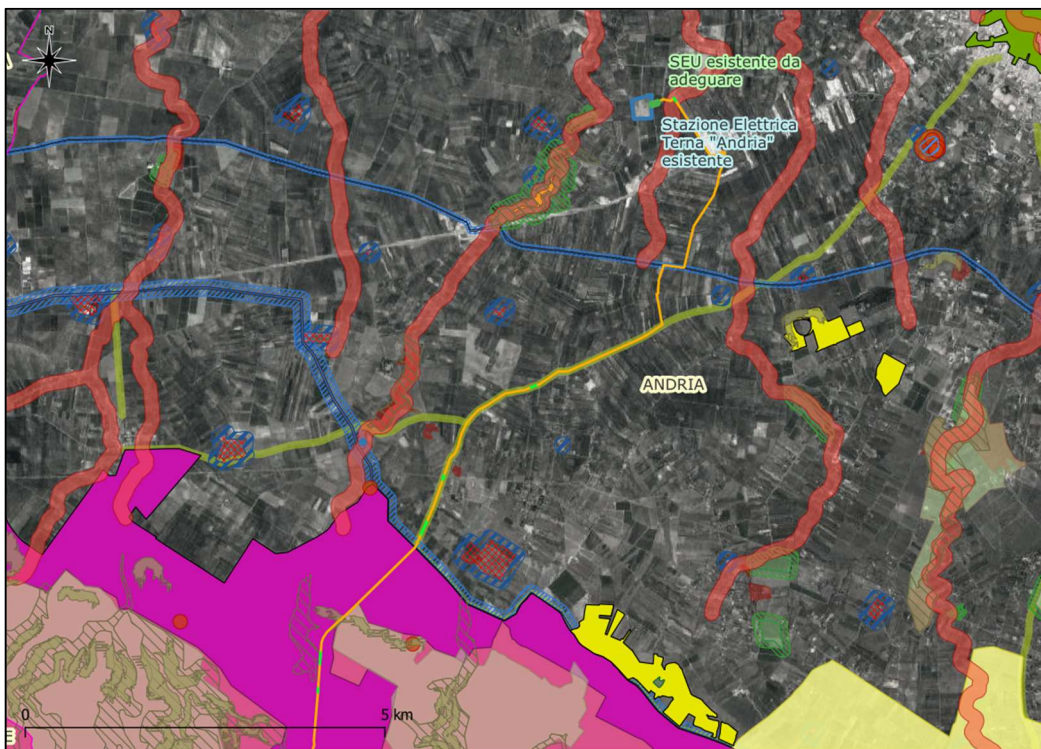 N
SEU esistente da
adeguare
Stazione Elettrica
Terna "Andria"
esistente
ANDRIA
0
5 km